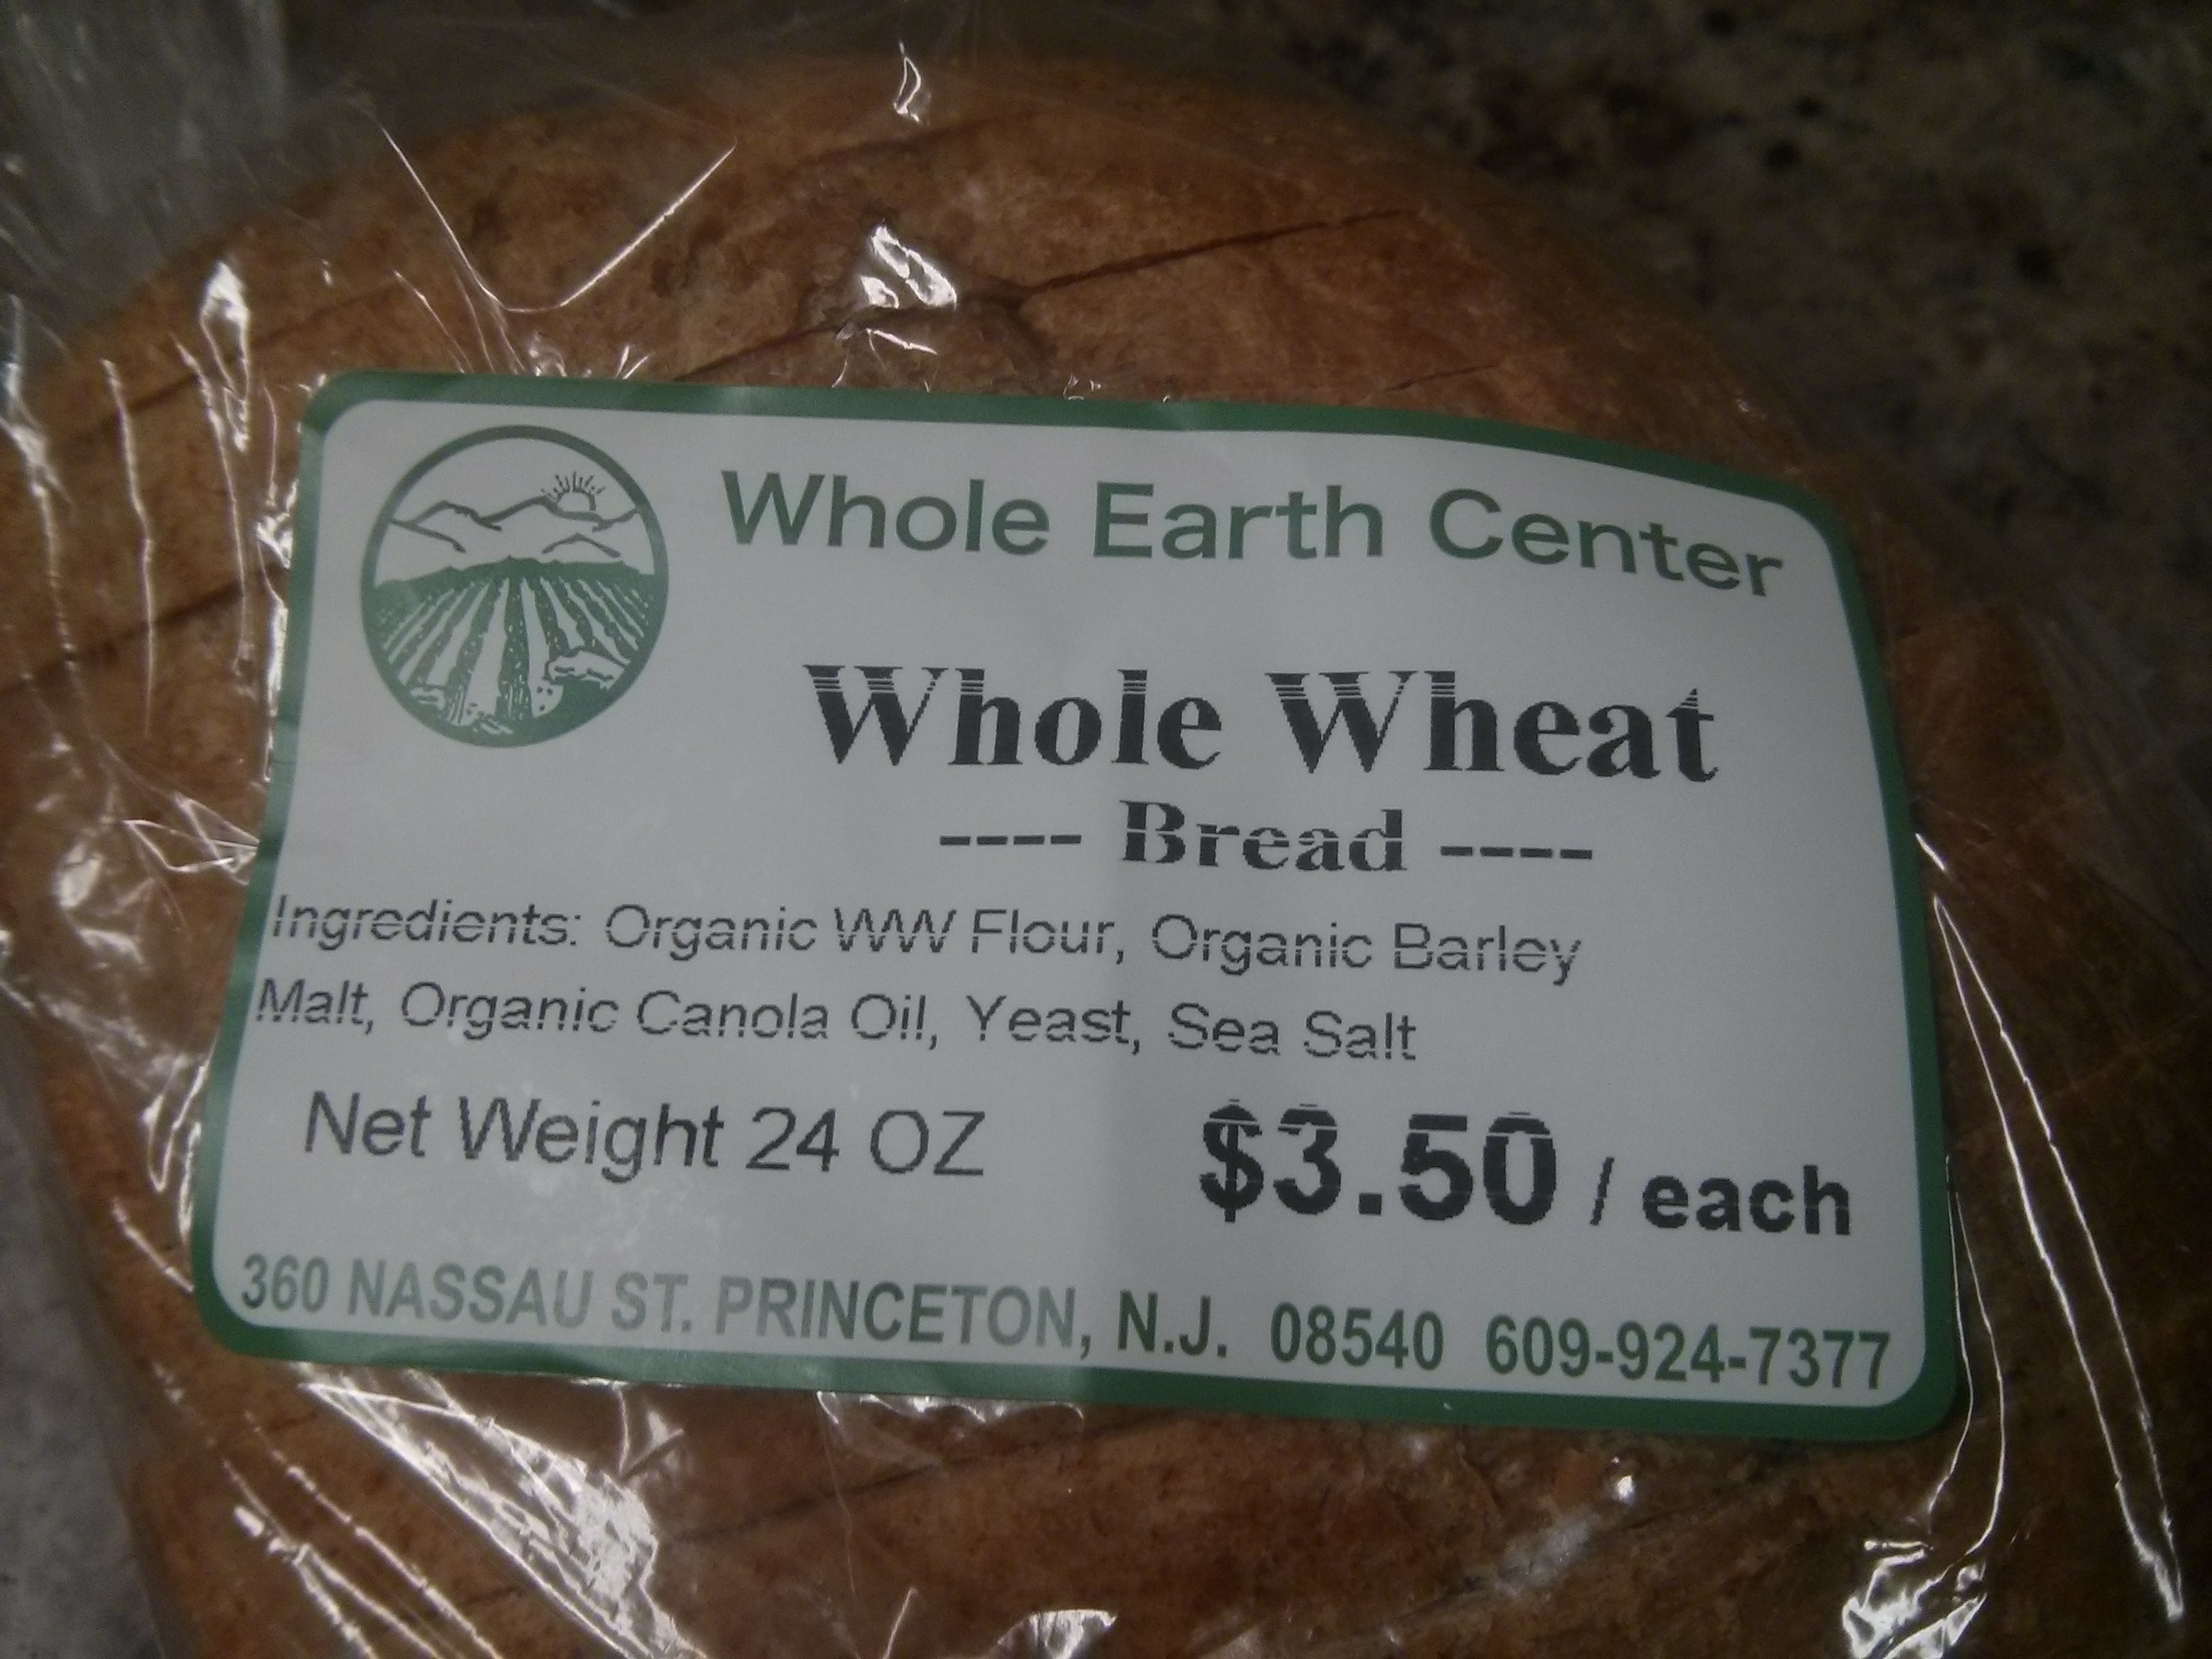 Whole Earth Center
Whole Wheat
---- Bread ----
Ingredients: Organic WW Flour, Organic Barley
Malt, Organic Canola Oil, Yeast, Sea Salt
Net Weight 24 OZ $3.50 / each
360 NASSAU ST. PRINCETON, N.J. 08540 609-924-7377